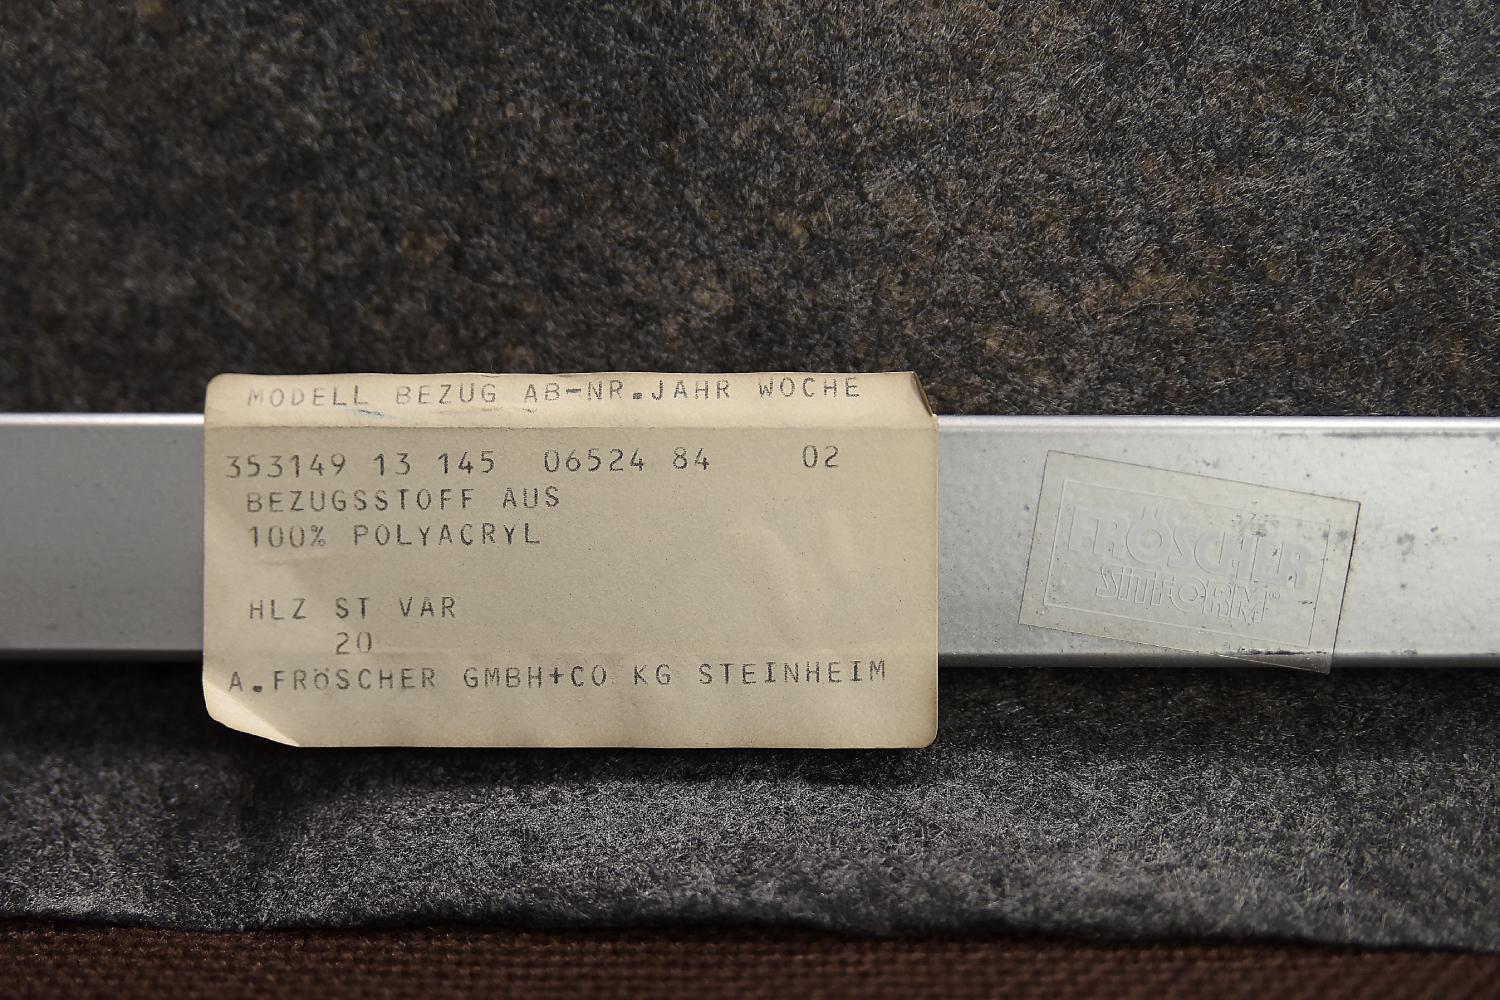 MODELL BEZUG AB-NR.JAHR WOCHE
353149 13 145 06524 84 02
BEZUGSSTOFF AUS
100% POLYACRYL
HLZ ST VAR
20
A.FRÖSCHER GMBH+CO KG STEINHEIM
FRÖSCHER
SITFORM